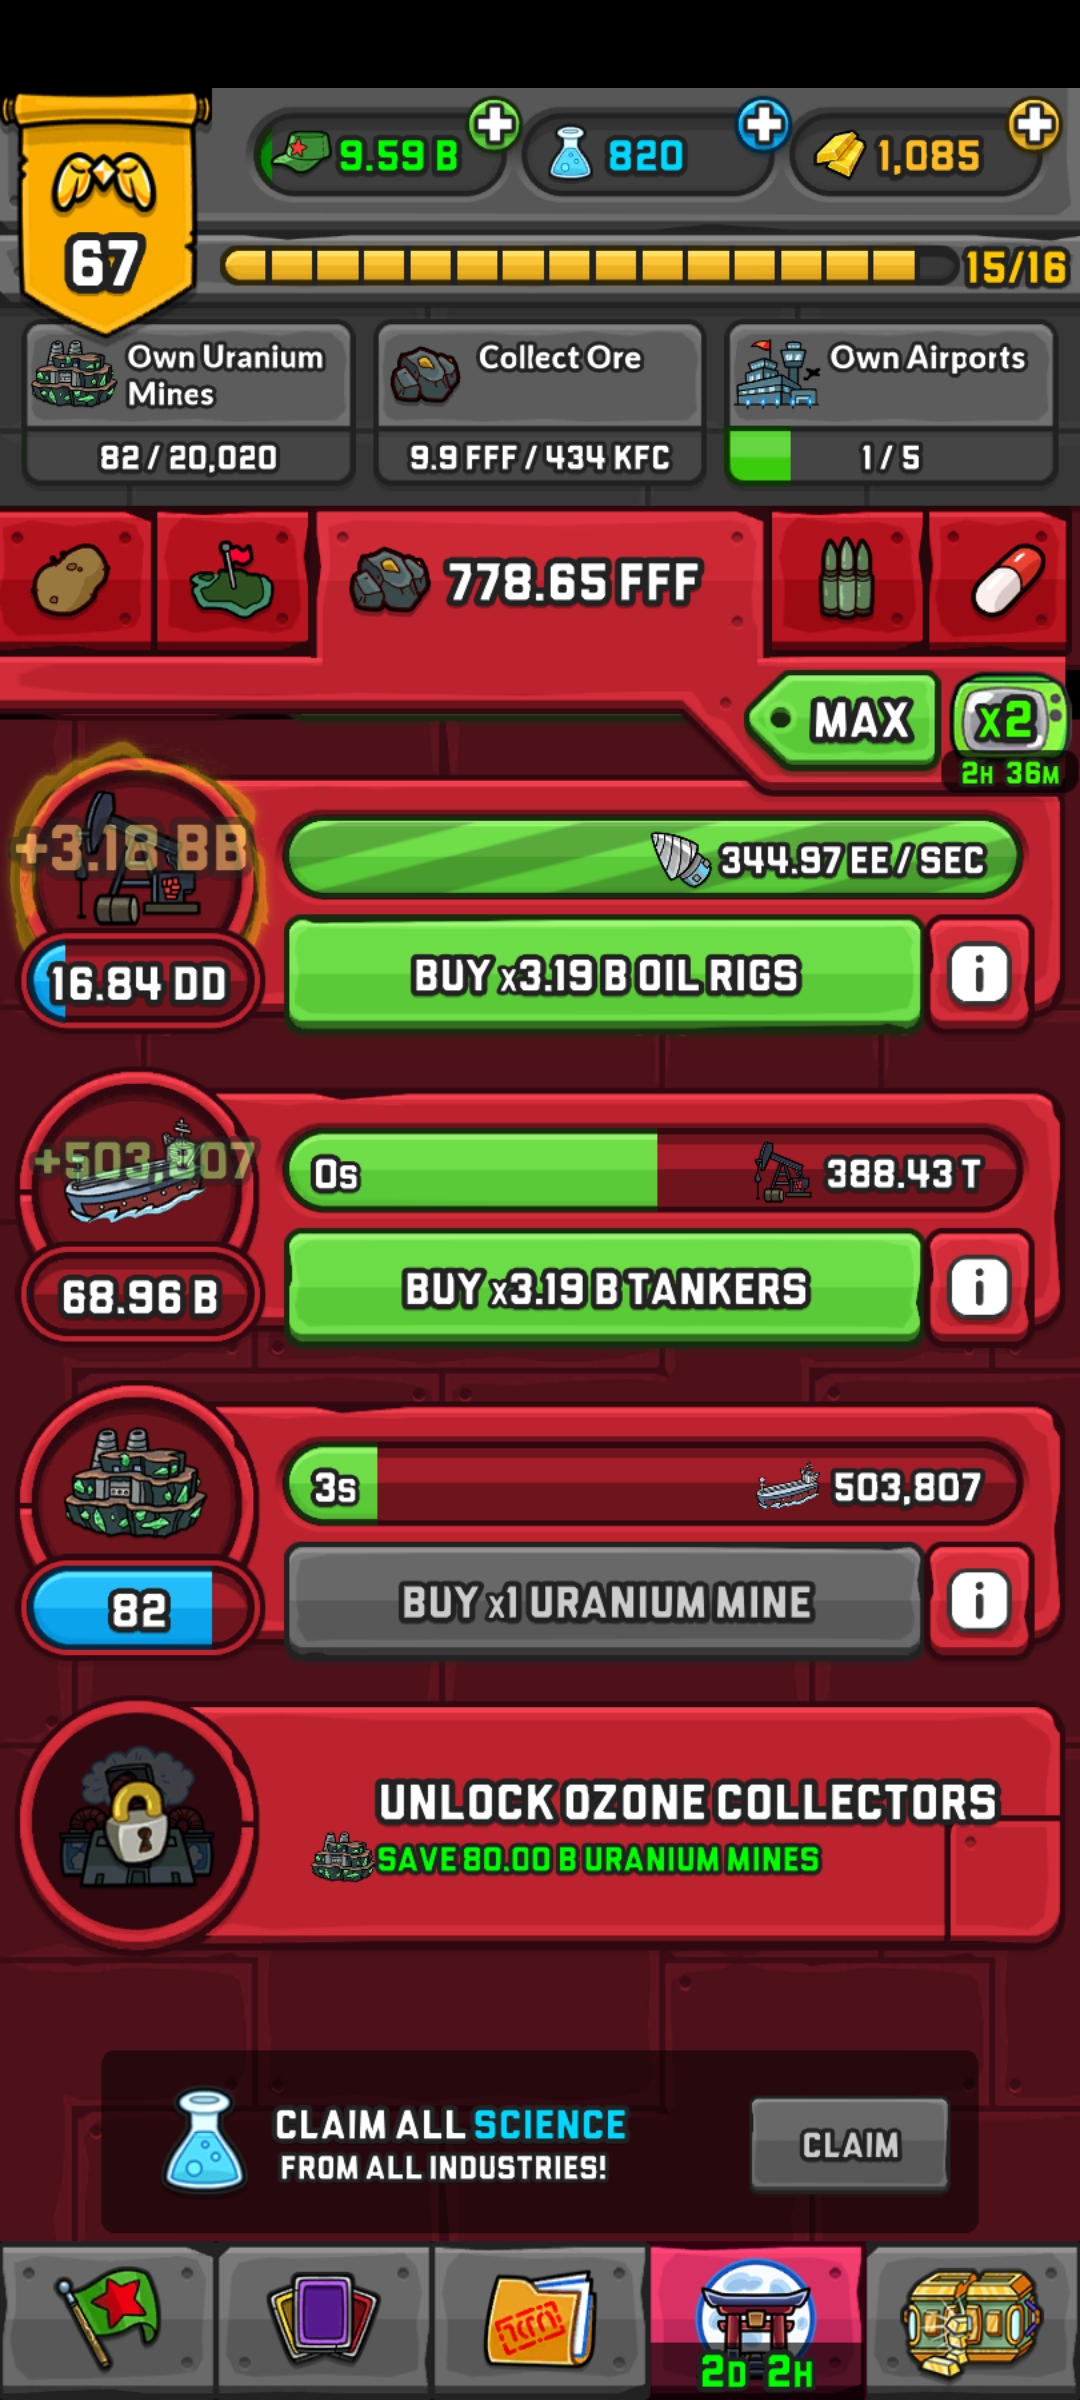 9.59 B
820
1,085
67
15/16
Own Uranium
Mines
82 / 20,020
Collect Ore
9.9 FFF / 434 KFC
Own Airports
1 / 5
778.65 FFF
MAX
x2
2H 36M
+3.18 BB
344.97 EE / SEC
16.84 DD
BUY x3.19 B OIL RIGS
i
+503,807
0s
388.43 T
68.96 B
BUY x3.19 B TANKERS
i
3s
503,807
82
BUY x1 URANIUM MINE
i
UNLOCK OZONE COLLECTORS
SAVE 80.00 B URANIUM MINES
CLAIM ALL SCIENCE
FROM ALL INDUSTRIES!
CLAIM
2D 2H